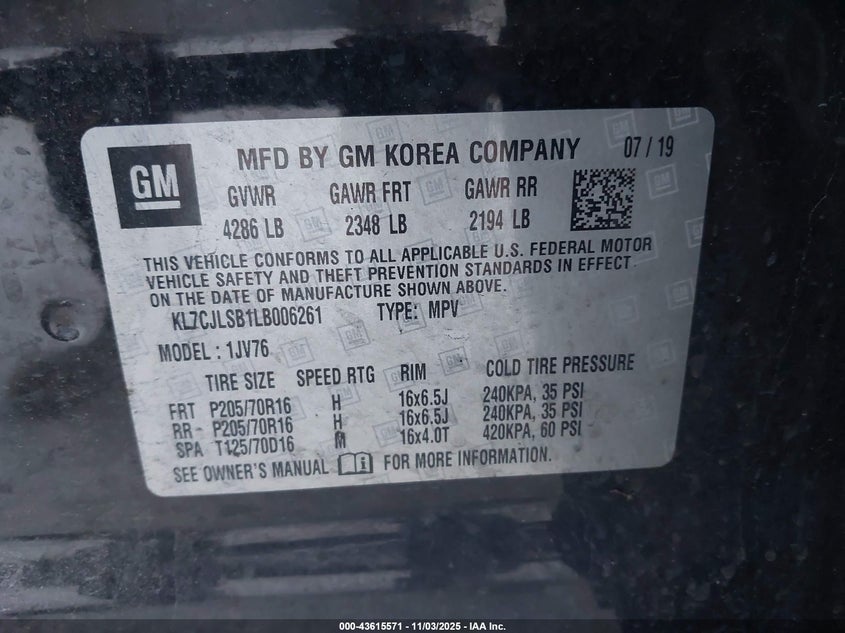 GM
MFD BY GM KOREA COMPANY 07 / 19
GVWR GAWR FRT GAWR RR
4286 LB 2348 LB 2194 LB
THIS VEHICLE CONFORMS TO ALL APPLICABLE U.S. FEDERAL MOTOR
VEHICLE SAFETY AND THEFT PREVENTION STANDARDS IN EFFECT
ON THE DATE OF MANUFACTURE SHOWN ABOVE.
KL7CJLSB1LB006261 TYPE: MPV
MODEL : 1JV76
TIRE SIZE SPEED RTG RIM COLD TIRE PRESSURE
FRT P205/70R16 H 16x6.5J 240KPA, 35 PSI
RR- P205/70R16 H 16x6.5J 240KPA, 35 PSI
SPA T125/70D16 M 16x4.0T 420KPA, 60 PSI
SEE OWNER'S MANUAL FOR MORE INFORMATION.
000-43615571 - 11/03/2025 - IAA Inc.